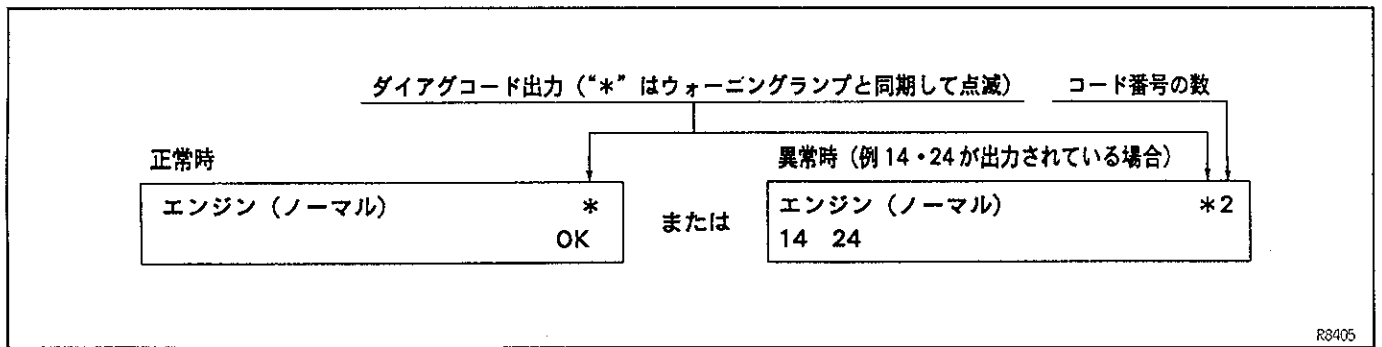 ダイアグコード出力(“*”はウォーニングランプと同期して点滅) コード番号の数
正常時
異常時(例14・24が出力されている場合)
エンジン(ノーマル) *
OK
または
エンジン(ノーマル) *2
14 24
R8405